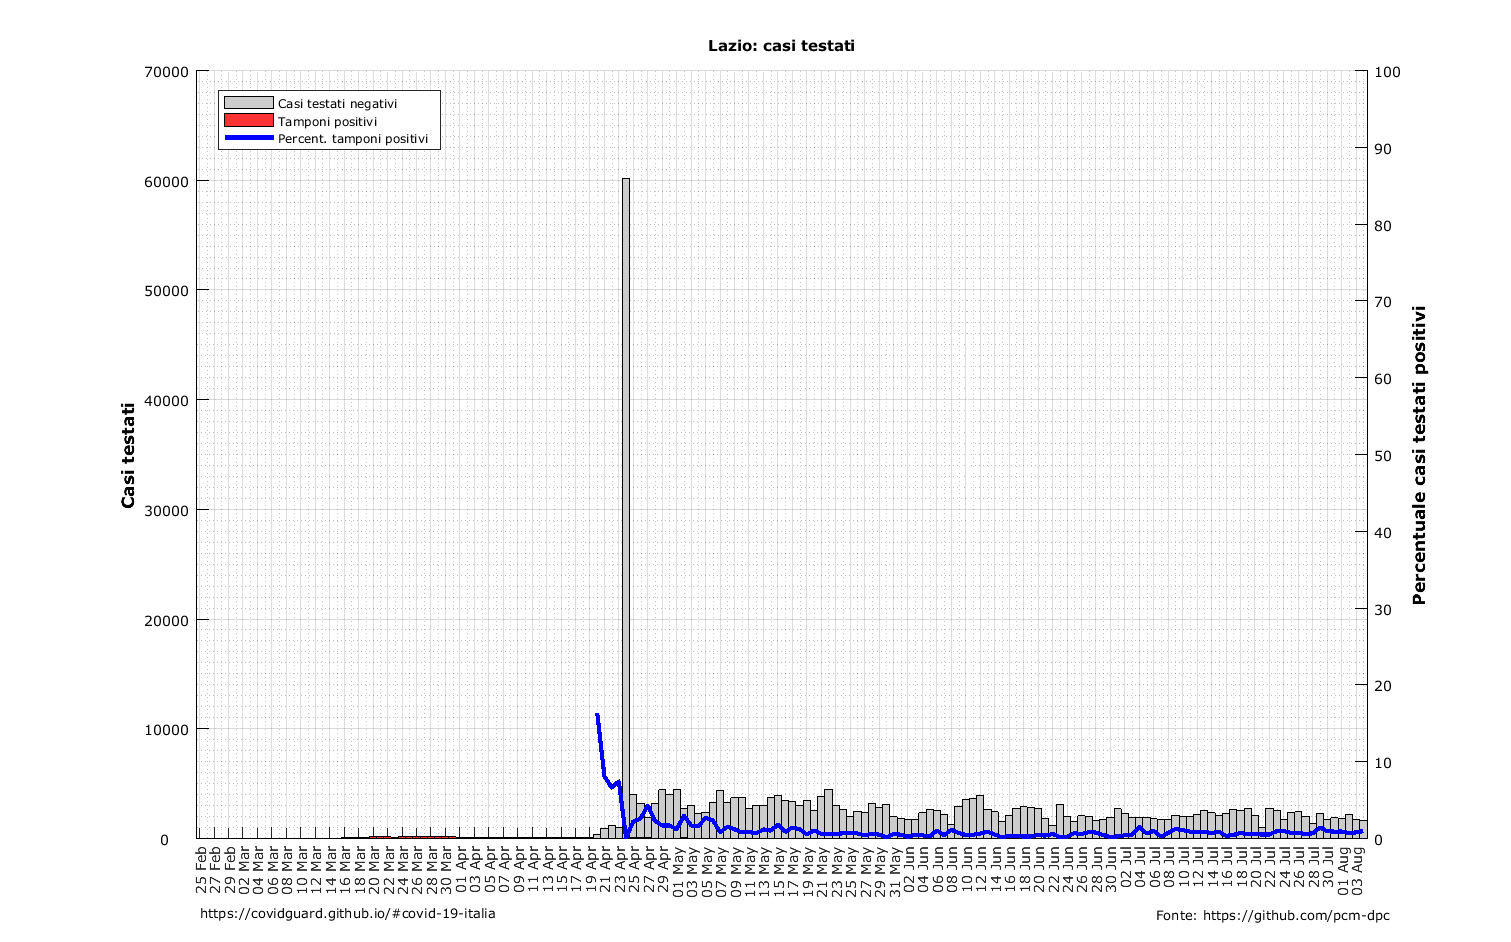 Lazio: casi testati
Casi testati negativi
Tamponi positivi
Percent. tamponi positivi
70000
60000
50000
40000
30000
20000
10000
0
Casi testati
100
90
80
70
60
50
40
30
20
10
0
Percentuale casi testati positivi
25 Feb
27 Feb
29 Feb
02 Mar
04 Mar
06 Mar
08 Mar
10 Mar
12 Mar
14 Mar
16 Mar
18 Mar
20 Mar
22 Mar
24 Mar
26 Mar
28 Mar
30 Mar
01 Apr
03 Apr
05 Apr
07 Apr
09 Apr
11 Apr
13 Apr
15 Apr
17 Apr
19 Apr
21 Apr
23 Apr
25 Apr
27 Apr
29 Apr
01 May
03 May
05 May
07 May
09 May
11 May
13 May
15 May
17 May
19 May
21 May
23 May
25 May
27 May
29 May
31 May
02 Jun
04 Jun
06 Jun
08 Jun
10 Jun
12 Jun
14 Jun
16 Jun
18 Jun
20 Jun
22 Jun
24 Jun
26 Jun
28 Jun
30 Jun
02 Jul
04 Jul
06 Jul
08 Jul
10 Jul
12 Jul
14 Jul
16 Jul
18 Jul
20 Jul
22 Jul
24 Jul
26 Jul
28 Jul
30 Jul
01 Aug
03 Aug
https://covidguard.github.io/#covid-19-italia
Fonte: https://github.com/pcm-dpc